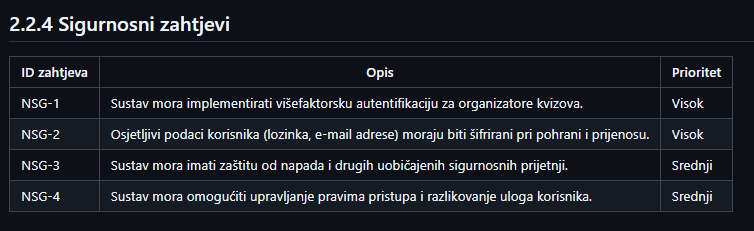 2.2.4 Sigurnosni zahtjevi
ID zahtjeva Opis Prioritet
NSG-1 Sustav mora implementirati višefaktorsku autentifikaciju za organizatore kvizova. Visok
NSG-2 Osjetljivi podaci korisnika (lozinka, e-mail adrese) moraju biti šifrirani pri pohrani i prijenosu. Visok
NSG-3 Sustav mora imati zaštitu od napada i drugih uobičajenih sigurnosnih prijetnji. Srednji
NSG-4 Sustav mora omogućiti upravljanje pravima pristupa i razlikovanje uloga korisnika. Srednji